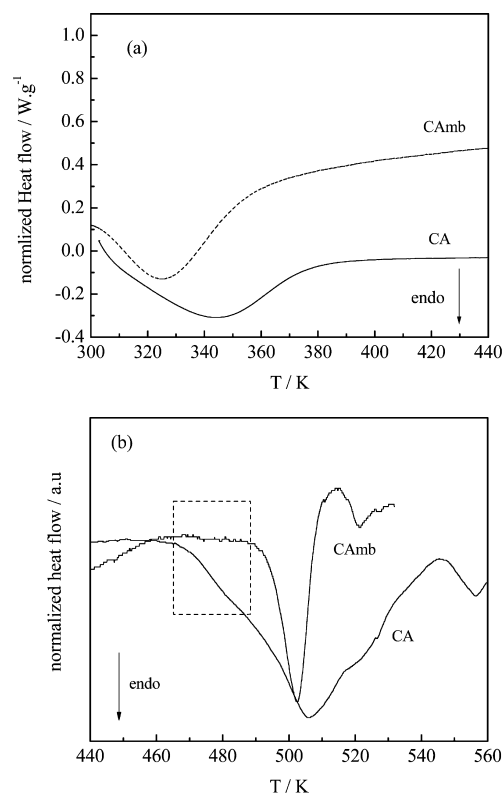 (a)
1.0
0.8
0.6
0.4
0.2
0.0
-0.2
-0.4
normlized Heat flow / W.g-1
CAmb
CA
endo
300 320 340 360 380 400 420 440
T / K
(b)
normalized heat flow / a.u
CAmb
CA
endo
440 460 480 500 520 540 560
T / K